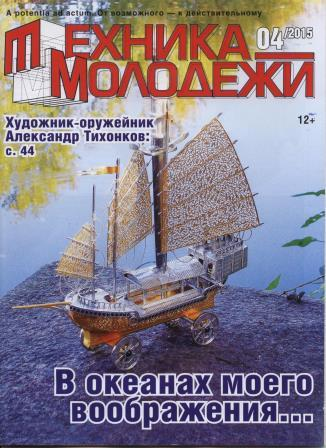 A potentia ad actum. От возможного — к действительному
ТЕХНИКА
МОЛОДЕЖИ
04/2015
12+
Художник-оружейник
Александр Тихонков:
с. 44
В океанах моего
воображения...